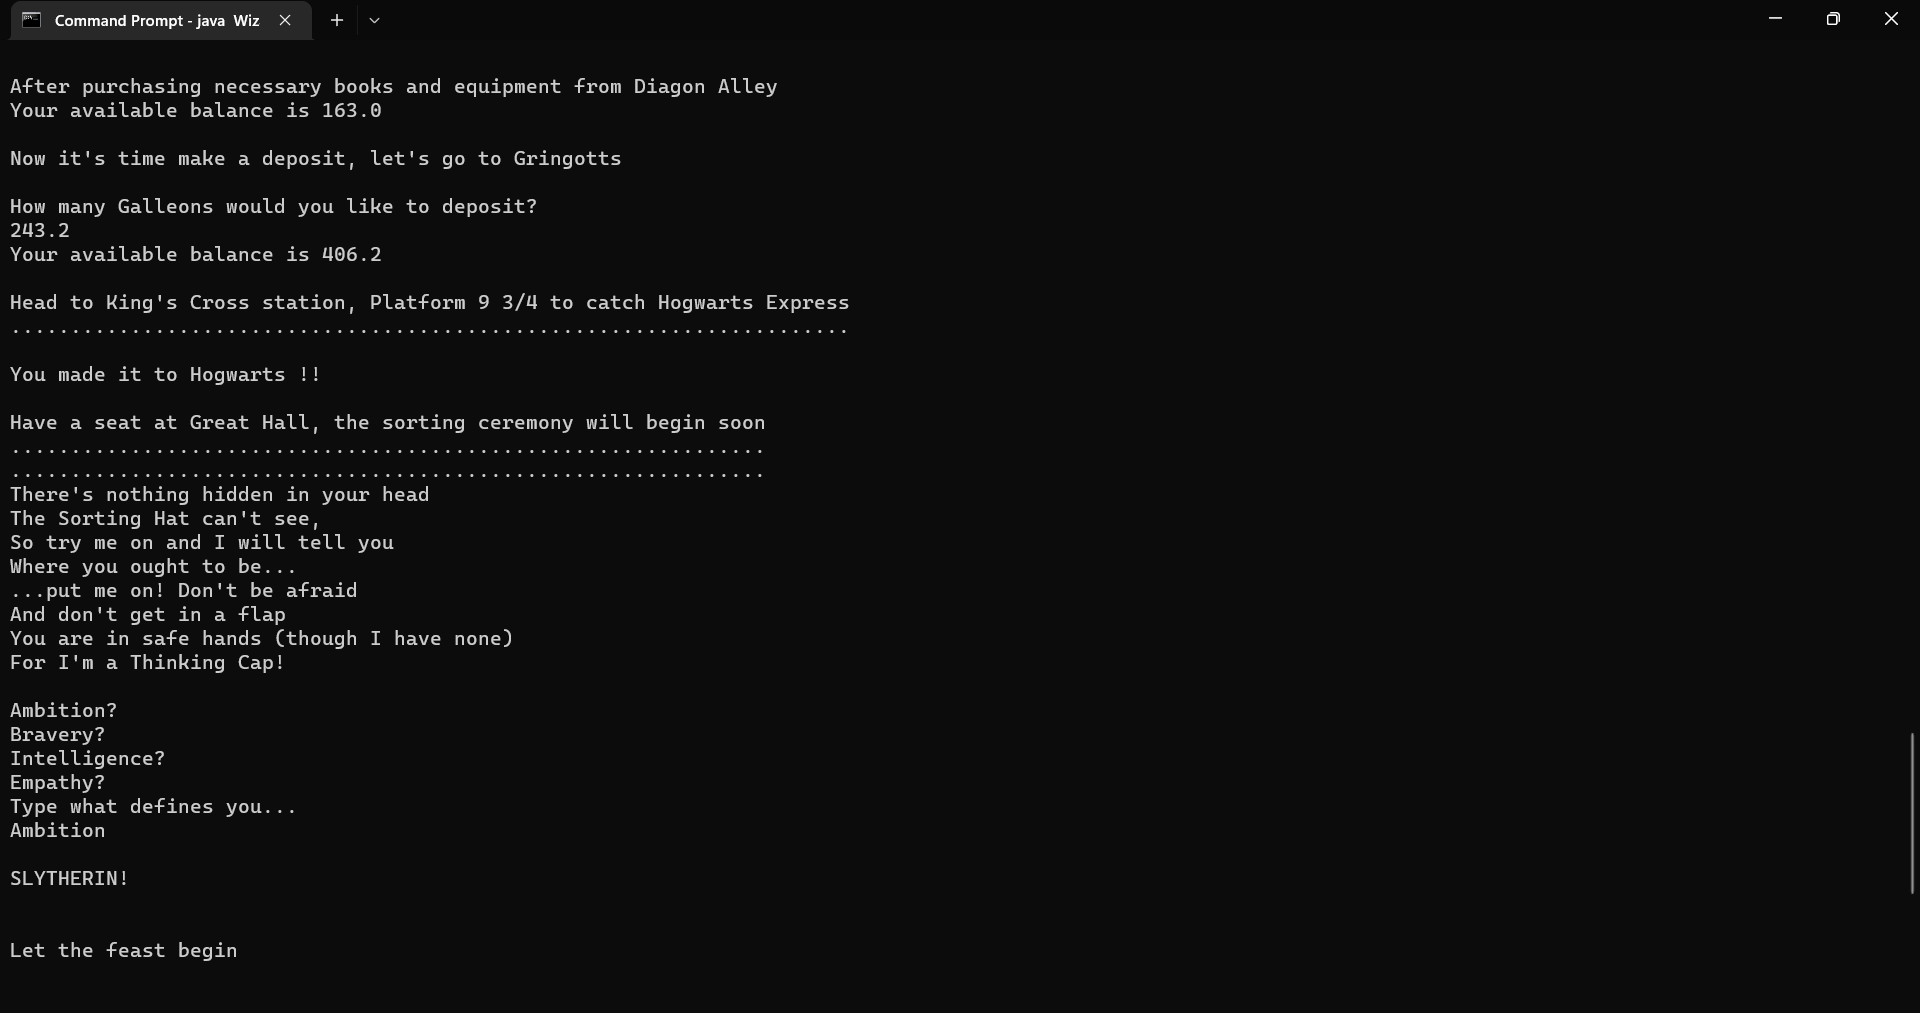 Command Prompt - java  Wiz
After purchasing necessary books and equipment from Diagon Alley
Your available balance is 163.0
Now it's time make a deposit, let's go to Gringotts
How many Galleons would you like to deposit?
243.2
Your available balance is 406.2
Head to King's Cross station, Platform 9 3/4 to catch Hogwarts Express
......................................................................
You made it to Hogwarts !!
Have a seat at Great Hall, the sorting ceremony will begin soon
...............................................................
...............................................................
There's nothing hidden in your head
The Sorting Hat can't see,
So try me on and I will tell you
Where you ought to be...
...put me on! Don't be afraid
And don't get in a flap
You are in safe hands (though I have none)
For I'm a Thinking Cap!
Ambition?
Bravery?
Intelligence?
Empathy?
Type what defines you...
Ambition
SLYTHERIN!
Let the feast begin